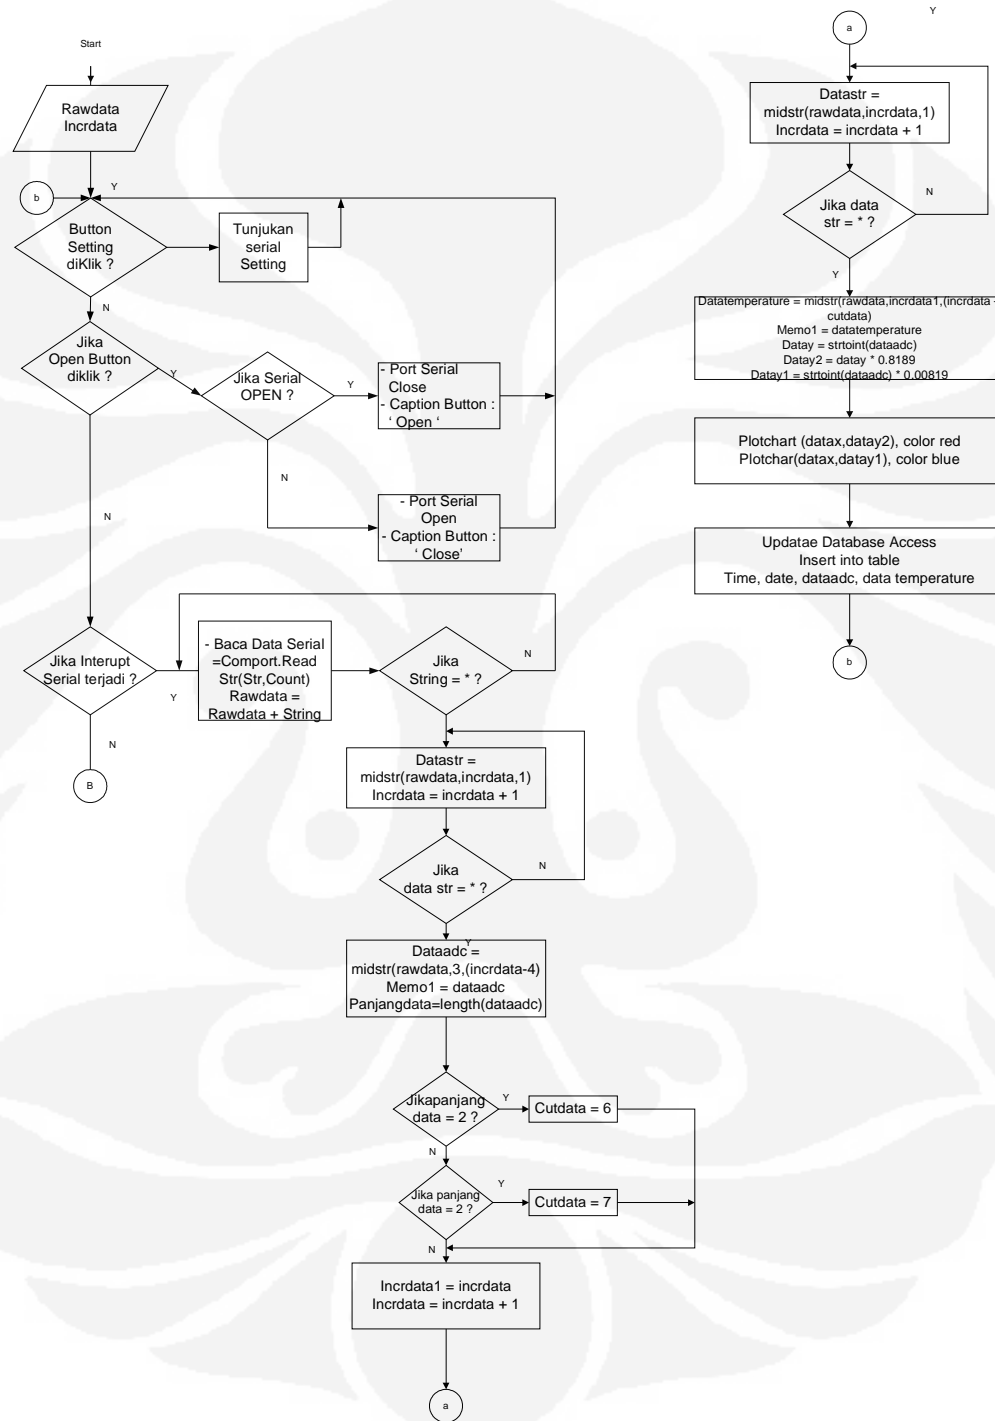 Start
Rawdata
Incrdata
b
Y
Button
Setting
diKlik ?
Tunjukan
serial
Setting
N
Jika
Open Button
diklik ?
Y
Jika Serial
OPEN ?
Y
- Port Serial
Close
- Caption Button :
‘ Open ‘
N
- Port Serial
Open
- Caption Button :
‘ Close’
N
Jika Interupt
Serial terjadi ?
Y
- Baca Data Serial
=Comport.Read
Str(Str,Count)
Rawdata =
Rawdata + String
Jika
String = * ?
N
N
B
Datastr =
midstr(rawdata,incrdata,1)
Incrdata = incrdata + 1
Jika
data str = * ?
N
Y
Dataadc =
midstr(rawdata,3,(incrdata-4)
Memo1 = dataadc
Panjangdata=length(dataadc)
Jikapanjang
data = 2 ?
Y
Cutdata = 6
N
Jika panjang
data = 2 ?
Y
Cutdata = 7
N
Incrdata1 = incrdata
Incrdata = incrdata + 1
a
Y
a
Datastr =
midstr(rawdata,incrdata,1)
Incrdata = incrdata + 1
Jika data
str = * ?
N
Y
Datatemperature = midstr(rawdata,incrdata1,(incrdata -
cutdata)
Memo1 = datatemperature
Datay = strtoint(dataadc)
Datay2 = datay * 0.8189
Datay1 = strtoint(dataadc) * 0.00819
Plotchart (datax,datay2), color red
Plotchar(datax,datay1), color blue
Updatae Database Access
Insert into table
Time, date, dataadc, data temperature
b